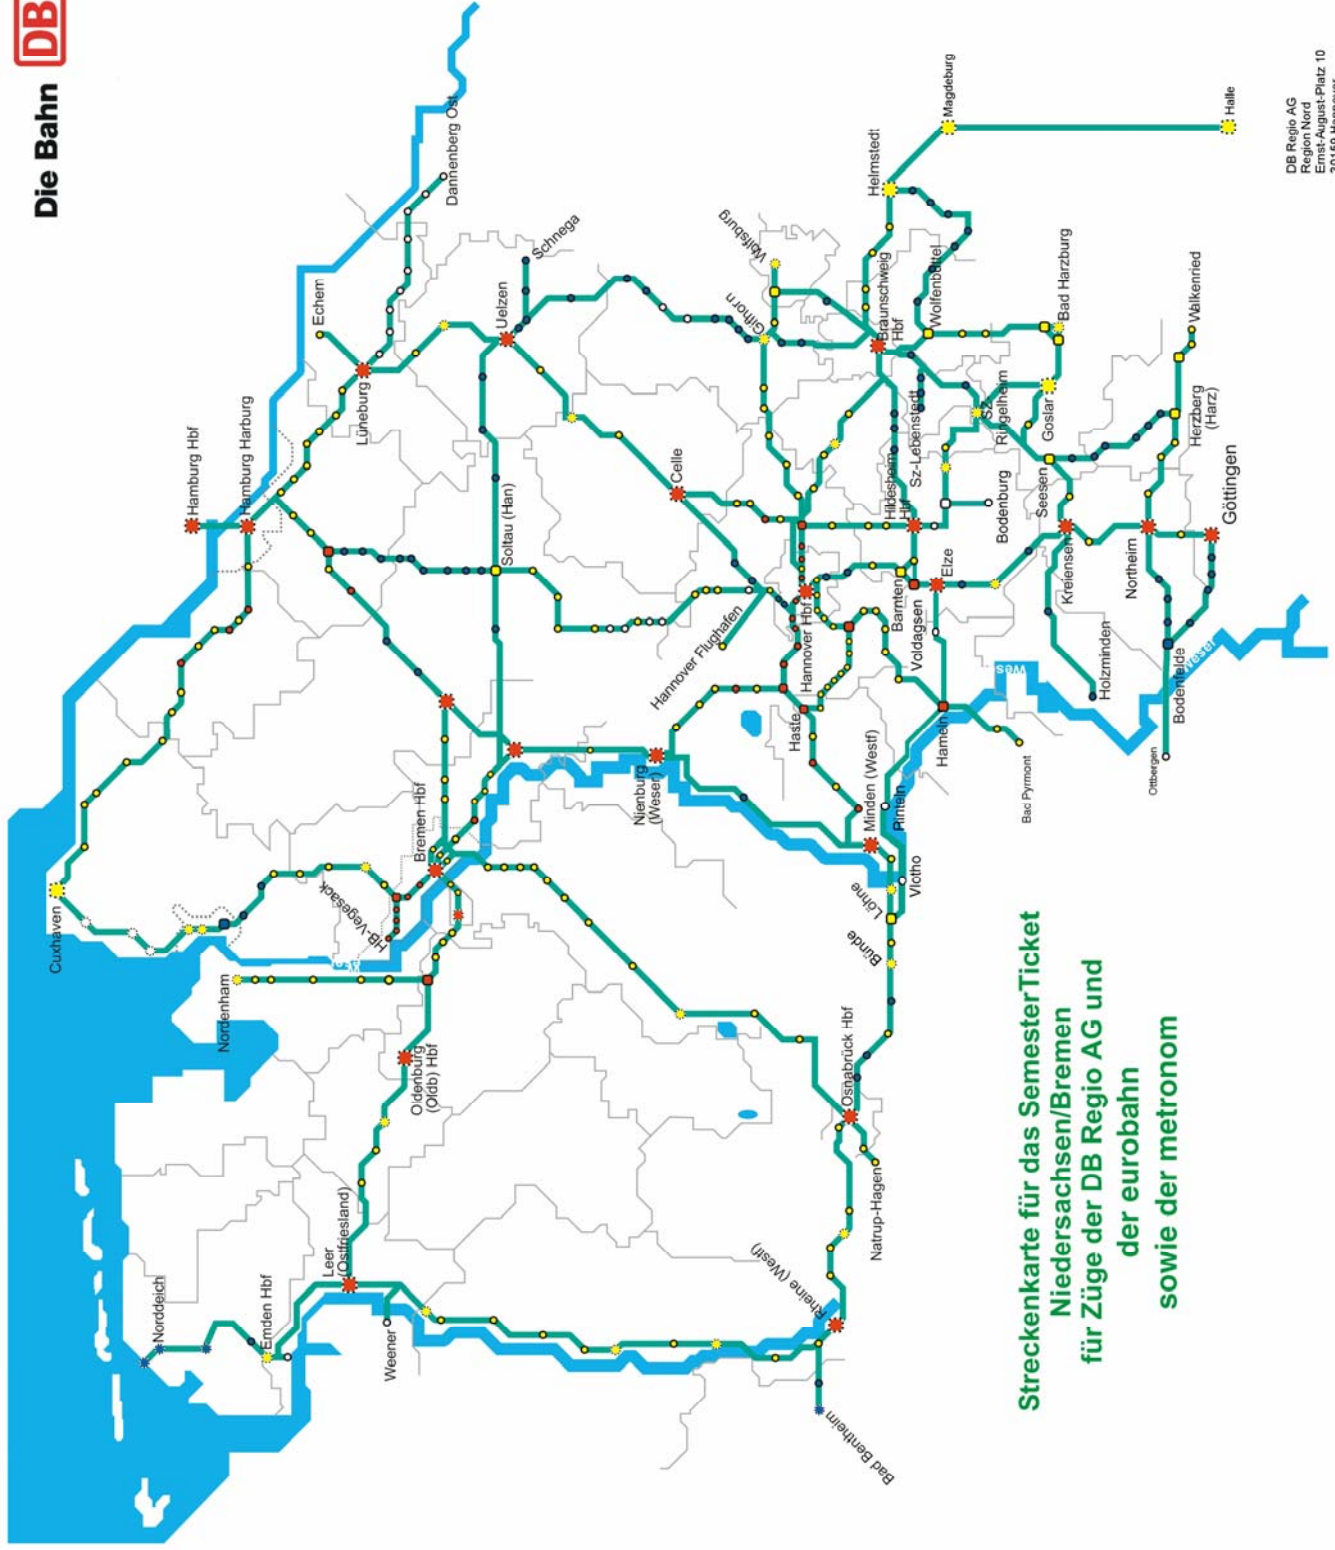 Die Bahn DB
Norddeich
Emden Hbf
Leer
(Ostfriesland)
Weener
Nordenham
Cuxhaven
Oldenburg
(Oldb) Hbf
HB-Vegesack
Bremen Hbf
Hamburg Hbf
Hamburg Harburg
Lüneburg
Echem
Dannenberg Ost
Uelzen
Schnega
Soltau (Han)
Celle
Nienburg
(Weser)
Hannover Flughafen
Hannover Hbf
Haste
Minden (Westf)
Rinteln
Vlotho
Löhne
Bünde
Osnabrück Hbf
Natrup-Hagen
Rheine (Westf)
Bad Bentheim
Hameln
Bad Pyrmont
Voldagsen
Barnten
Elze
Hildesheim
Hbf
Sz-Lebenstedt
Sz-
Ringelheim
Gifhorn
Wolfsburg
Braunschweig
Hbf
Wolfenbüttel
Helmstedt
Magdeburg
Halle
Bad Harzburg
Goslar
Seesen
Bodenburg
Kreiensen
Holzminden
Northeim
Herzberg
(Harz)
Walkenried
Göttingen
Bodenfelde
Ottbergen
Weser
Wes
Streckenkarte für das SemesterTicket
Niedersachsen/Bremen
für Züge der DB Regio AG und
der eurobahn
sowie der metronom
DB Regio AG
Region Nord
Ernst-August-Platz 10
30159 Hannover